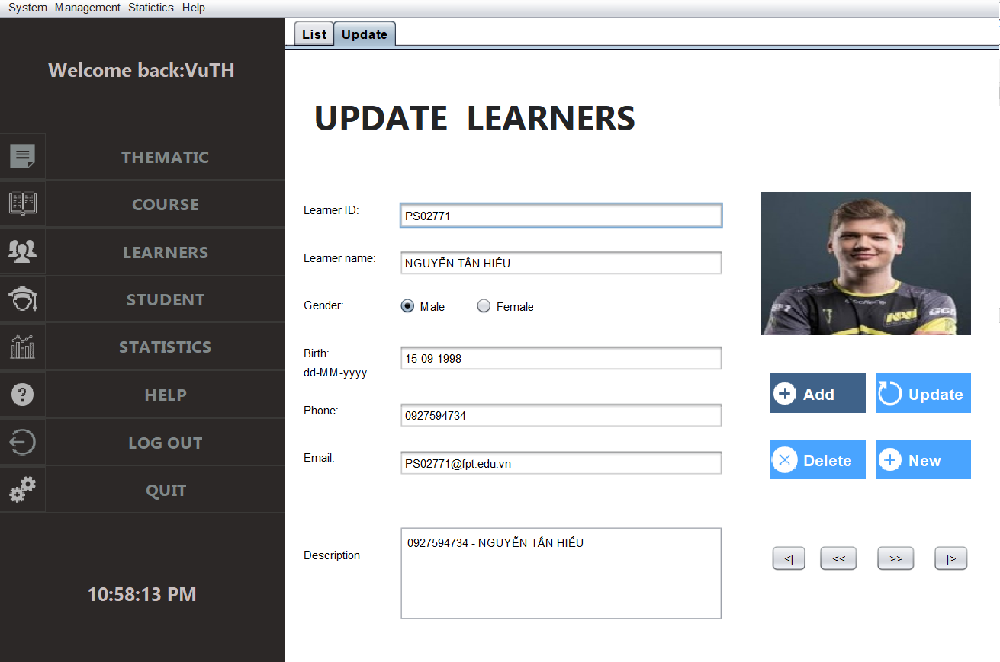 System Management Statictics Help
Welcome back:VuTH
THEMATIC
COURSE
LEARNERS
STUDENT
STATISTICS
HELP
LOG OUT
QUIT
10:58:13 PM
List Update
UPDATE LEARNERS
Learner ID: PS02771
Learner name: NGUYỄN TẤN HIẾU
Gender: Male Female
Birth: 15-09-1998
dd-MM-yyyy
Phone: 0927594734
Email: PS02771@fpt.edu.vn
Description
0927594734 - NGUYỄN TẤN HIẾU
NAVI
Add Update
Delete New
<| << >> |>